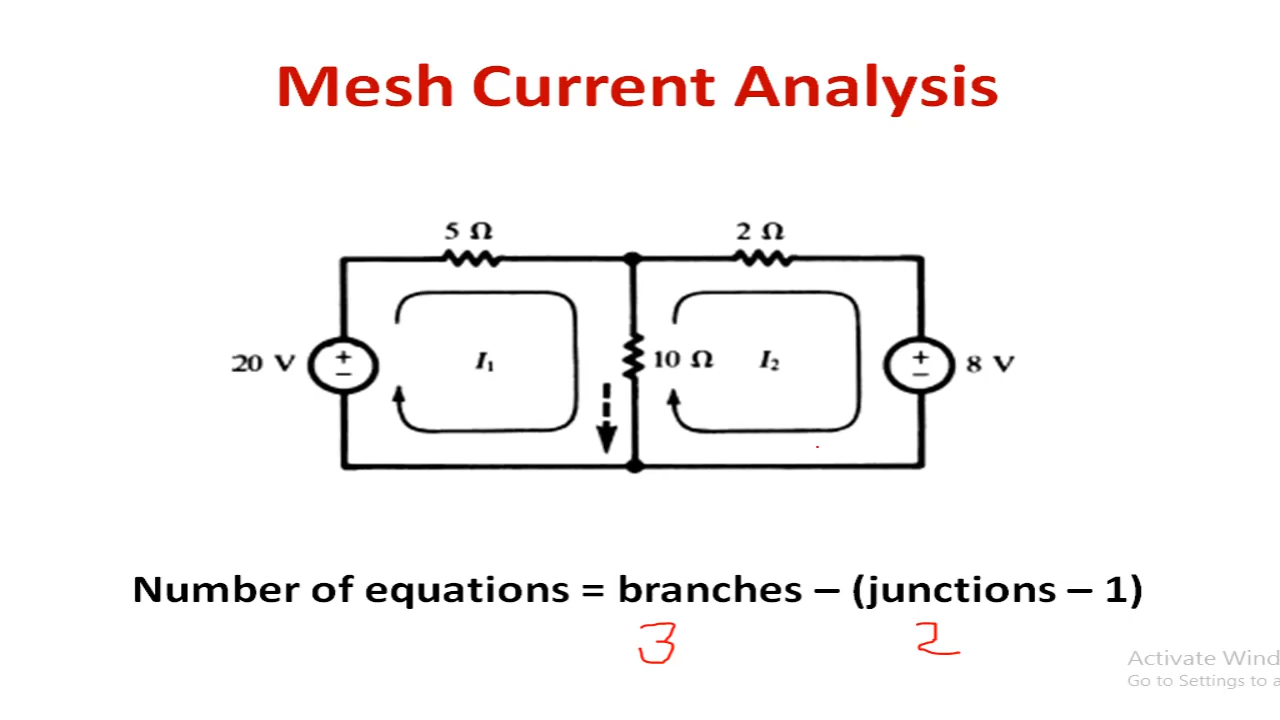 Mesh Current Analysis
5 Ω 2 Ω
20 V + − I₁ 10 Ω I₂ + − 8 V
Number of equations = branches – (junctions – 1)
3 2
Activate Wind
Go to Settings to a